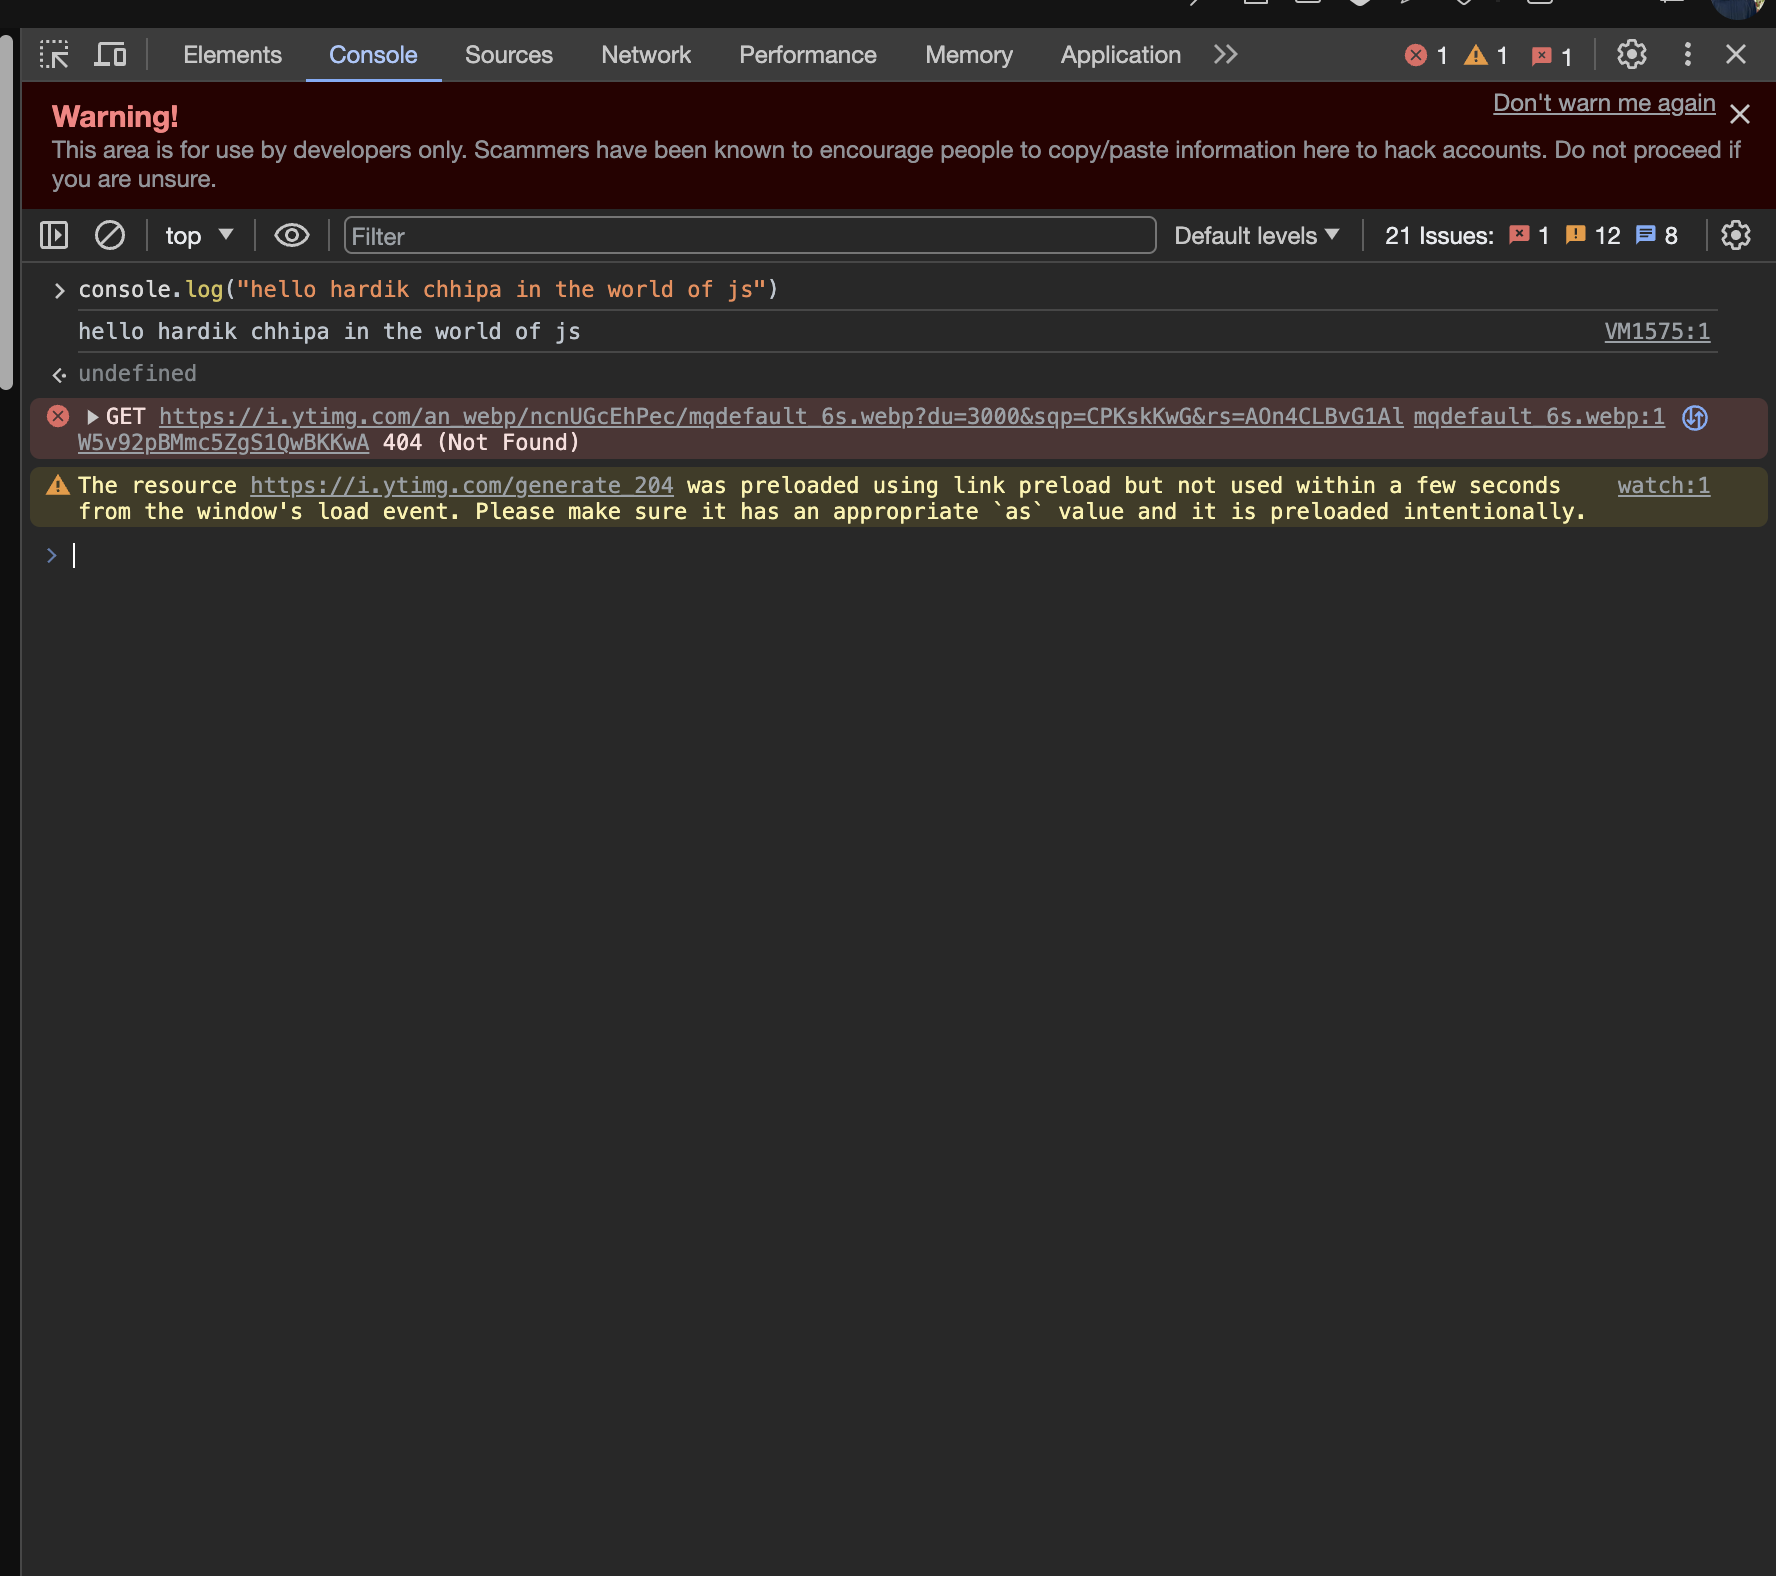 Elements Console Sources Network Performance Memory Application 1 1 1
Warning!
Don't warn me again
This area is for use by developers only. Scammers have been known to encourage people to copy/paste information here to hack accounts. Do not proceed if
you are unsure.
top Filter Default levels 21 Issues: 1 12 8
console.log("hello hardik chhipa in the world of js")
hello hardik chhipa in the world of js VM1575:1
undefined
GET https://i.ytimg.com/an_webp/ncnUGcEhPec/mqdefault_6s.webp?du=3000&sqp=CPKskKwG&rs=AOn4CLBvG1Al mqdefault_6s.webp:1
W5v92pBMmc5ZgS1QwBKKwA 404 (Not Found)
The resource https://i.ytimg.com/generate_204 was preloaded using link preload but not used within a few seconds watch:1
from the window's load event. Please make sure it has an appropriate `as` value and it is preloaded intentionally.